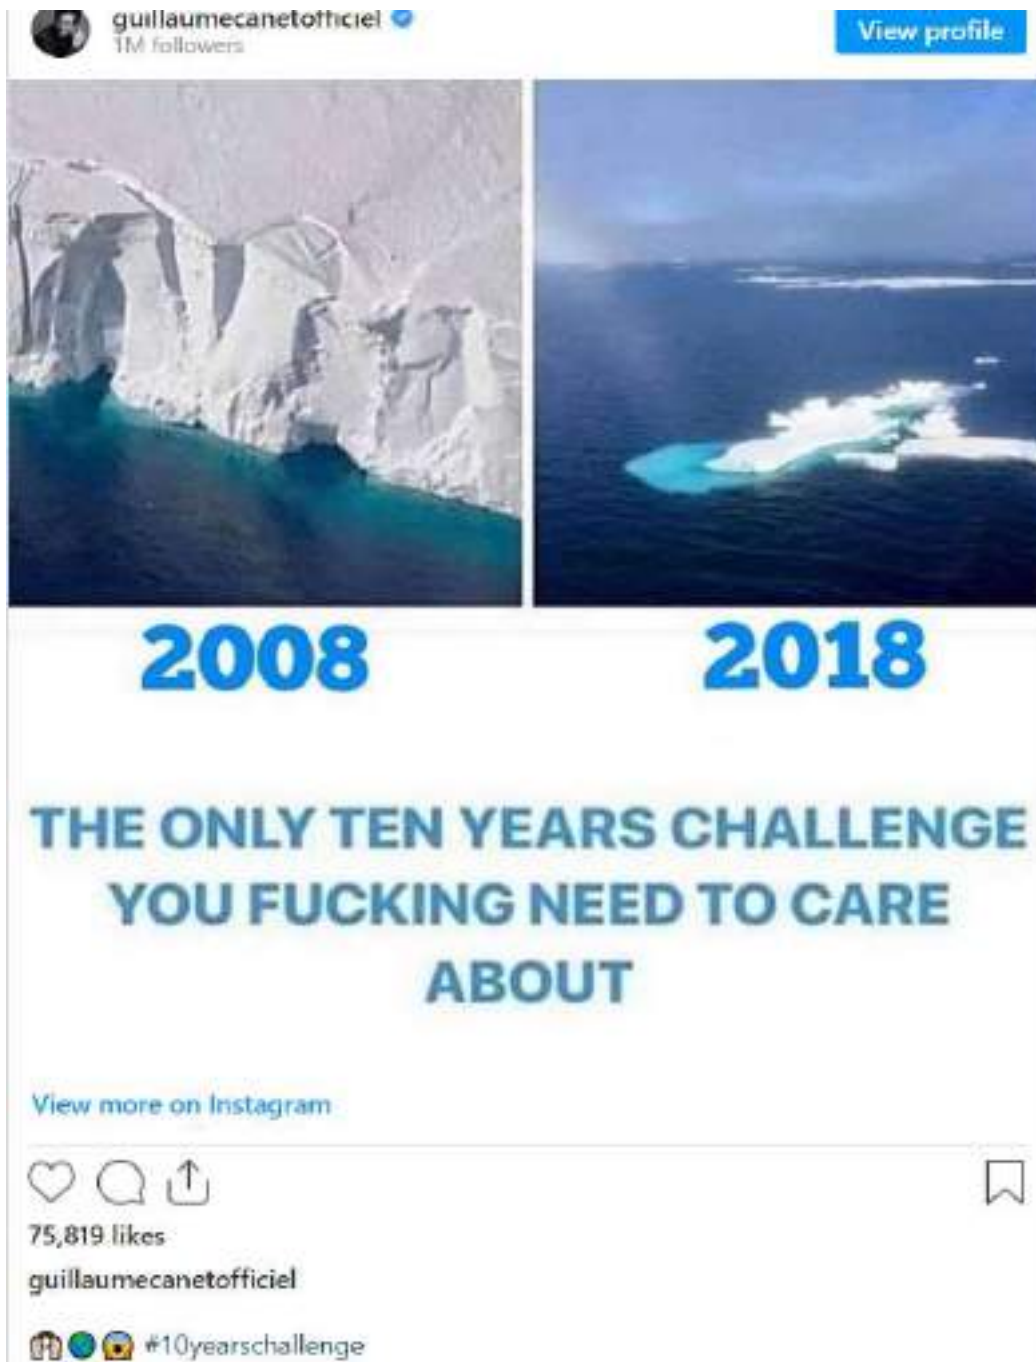 guillaumecanetofficiel
1M followers
View profile
2008
2018
THE ONLY TEN YEARS CHALLENGE
YOU FUCKING NEED TO CARE
ABOUT
View more on Instagram
75,819 likes
guillaumecanetofficiel
#10yearschallenge